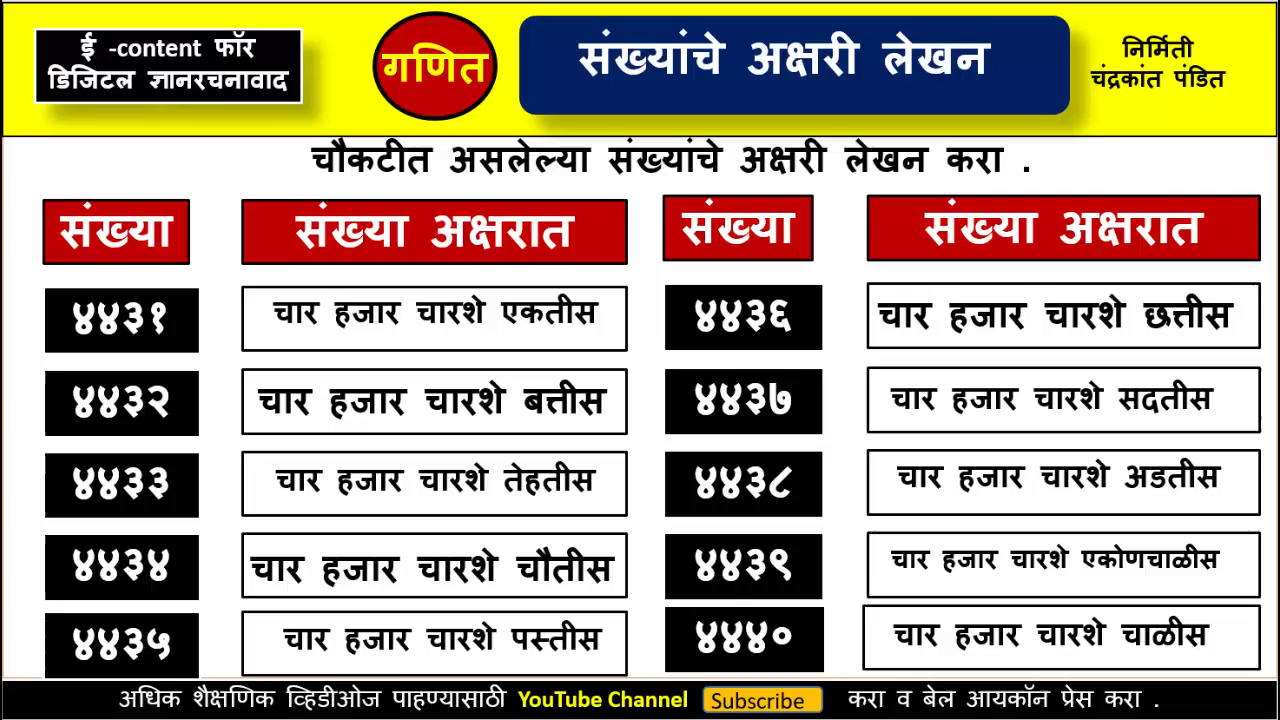 ई -content फॉर
डिजिटल ज्ञानरचनावाद
गणित
संख्यांचे अक्षरी लेखन
निर्मिती
चंद्रकांत पंडित
चौकटीत असलेल्या संख्यांचे अक्षरी लेखन करा .
संख्या संख्या अक्षरात संख्या संख्या अक्षरात
४४३१ चार हजार चारशे एकतीस ४४३६ चार हजार चारशे छत्तीस
४४३२ चार हजार चारशे बत्तीस ४४३७ चार हजार चारशे सदतीस
४४३३ चार हजार चारशे तेहतीस ४४३८ चार हजार चारशे अडतीस
४४३४ चार हजार चारशे चौतीस ४४३९ चार हजार चारशे एकोणचाळीस
४४३५ चार हजार चारशे पस्तीस ४४४० चार हजार चारशे चाळीस
अधिक शैक्षणिक व्हिडीओज पाहण्यासाठी YouTube Channel Subscribe करा व बेल आयकॉन प्रेस करा .